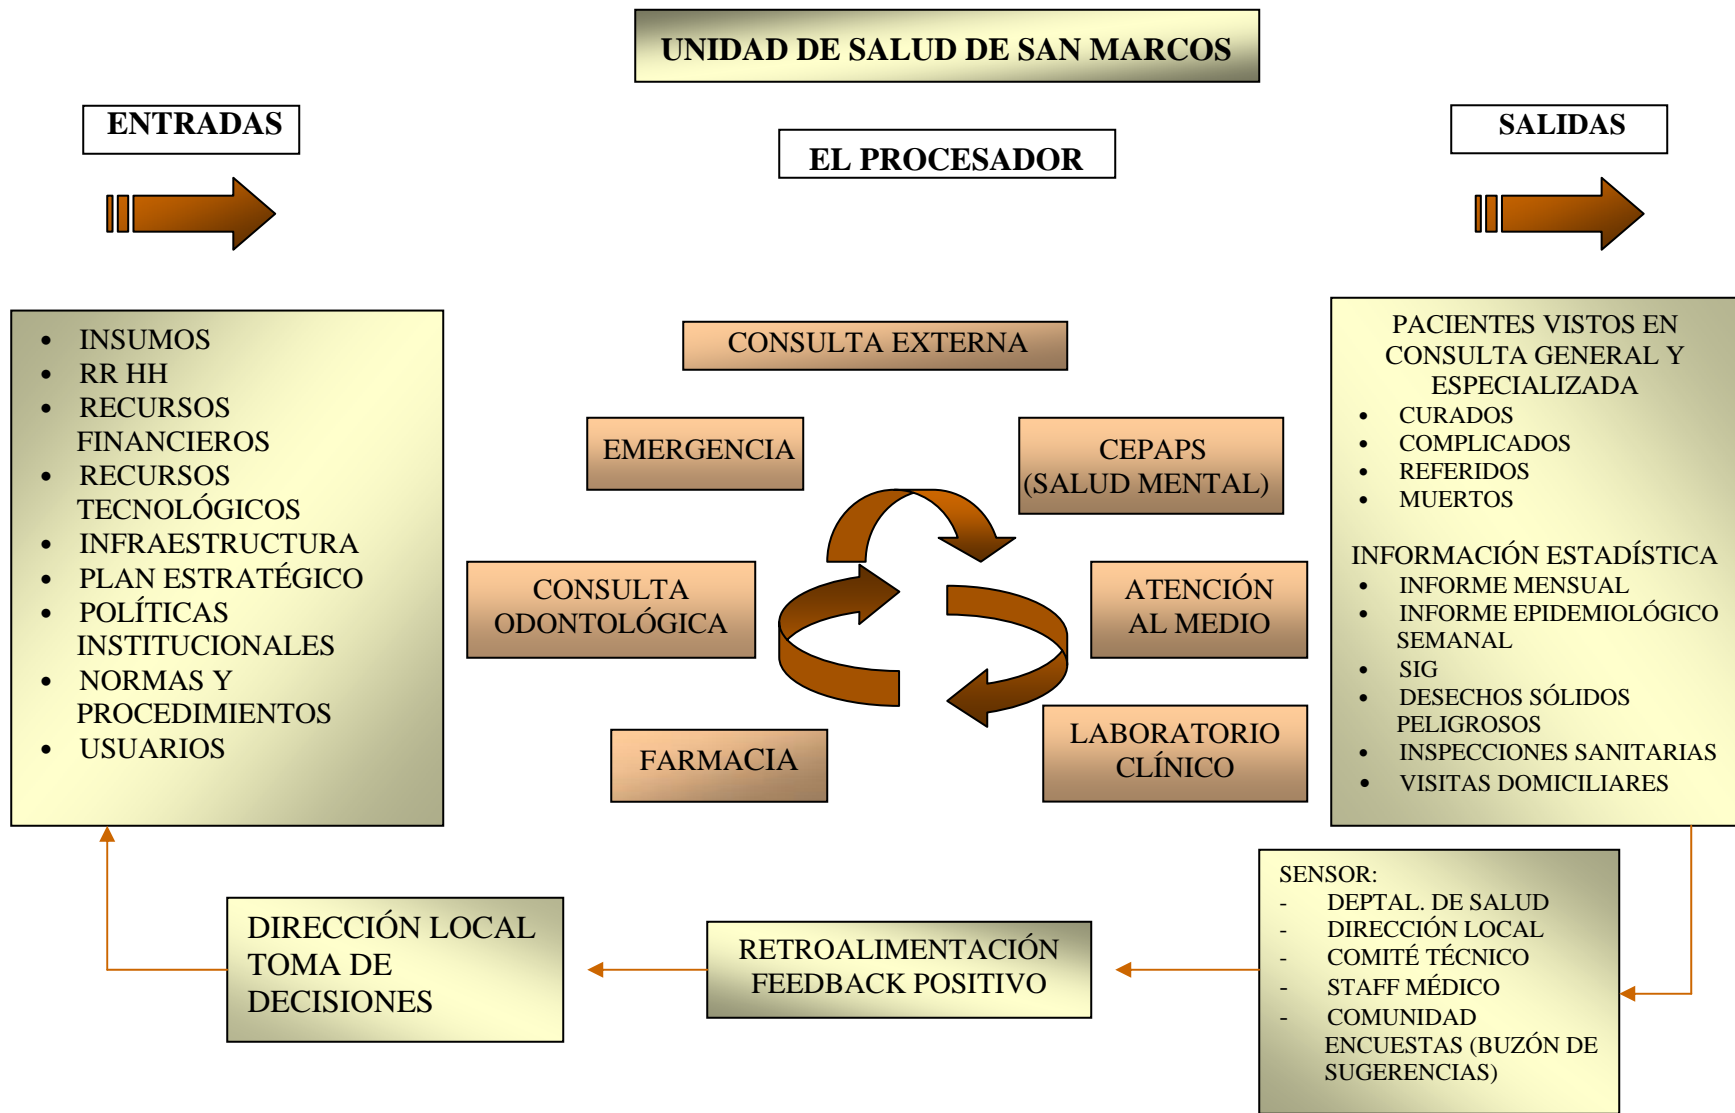 UNIDAD DE SALUD DE SAN MARCOS
ENTRADAS
EL PROCESADOR
SALIDAS
• INSUMOS
• RR HH
• RECURSOS
FINANCIEROS
• RECURSOS
TECNOLÓGICOS
• INFRAESTRUCTURA
• PLAN ESTRATÉGICO
• POLÍTICAS
INSTITUCIONALES
• NORMAS Y
PROCEDIMIENTOS
• USUARIOS
CONSULTA EXTERNA
EMERGENCIA
CEPAPS
(SALUD MENTAL)
CONSULTA
ODONTOLÓGICA
ATENCIÓN
AL MEDIO
FARMACIA
LABORATORIO
CLÍNICO
PACIENTES VISTOS EN
CONSULTA GENERAL Y
ESPECIALIZADA
• CURADOS
• COMPLICADOS
• REFERIDOS
• MUERTOS
INFORMACIÓN ESTADÍSTICA
• INFORME MENSUAL
• INFORME EPIDEMIOLÓGICO
SEMANAL
• SIG
• DESECHOS SÓLIDOS
PELIGROSOS
• INSPECCIONES SANITARIAS
• VISITAS DOMICILIARES
SENSOR:
- DEPTAL. DE SALUD
- DIRECCIÓN LOCAL
- COMITÉ TÉCNICO
- STAFF MÉDICO
- COMUNIDAD
ENCUESTAS (BUZÓN DE
SUGERENCIAS)
RETROALIMENTACIÓN
FEEDBACK POSITIVO
DIRECCIÓN LOCAL
TOMA DE
DECISIONES